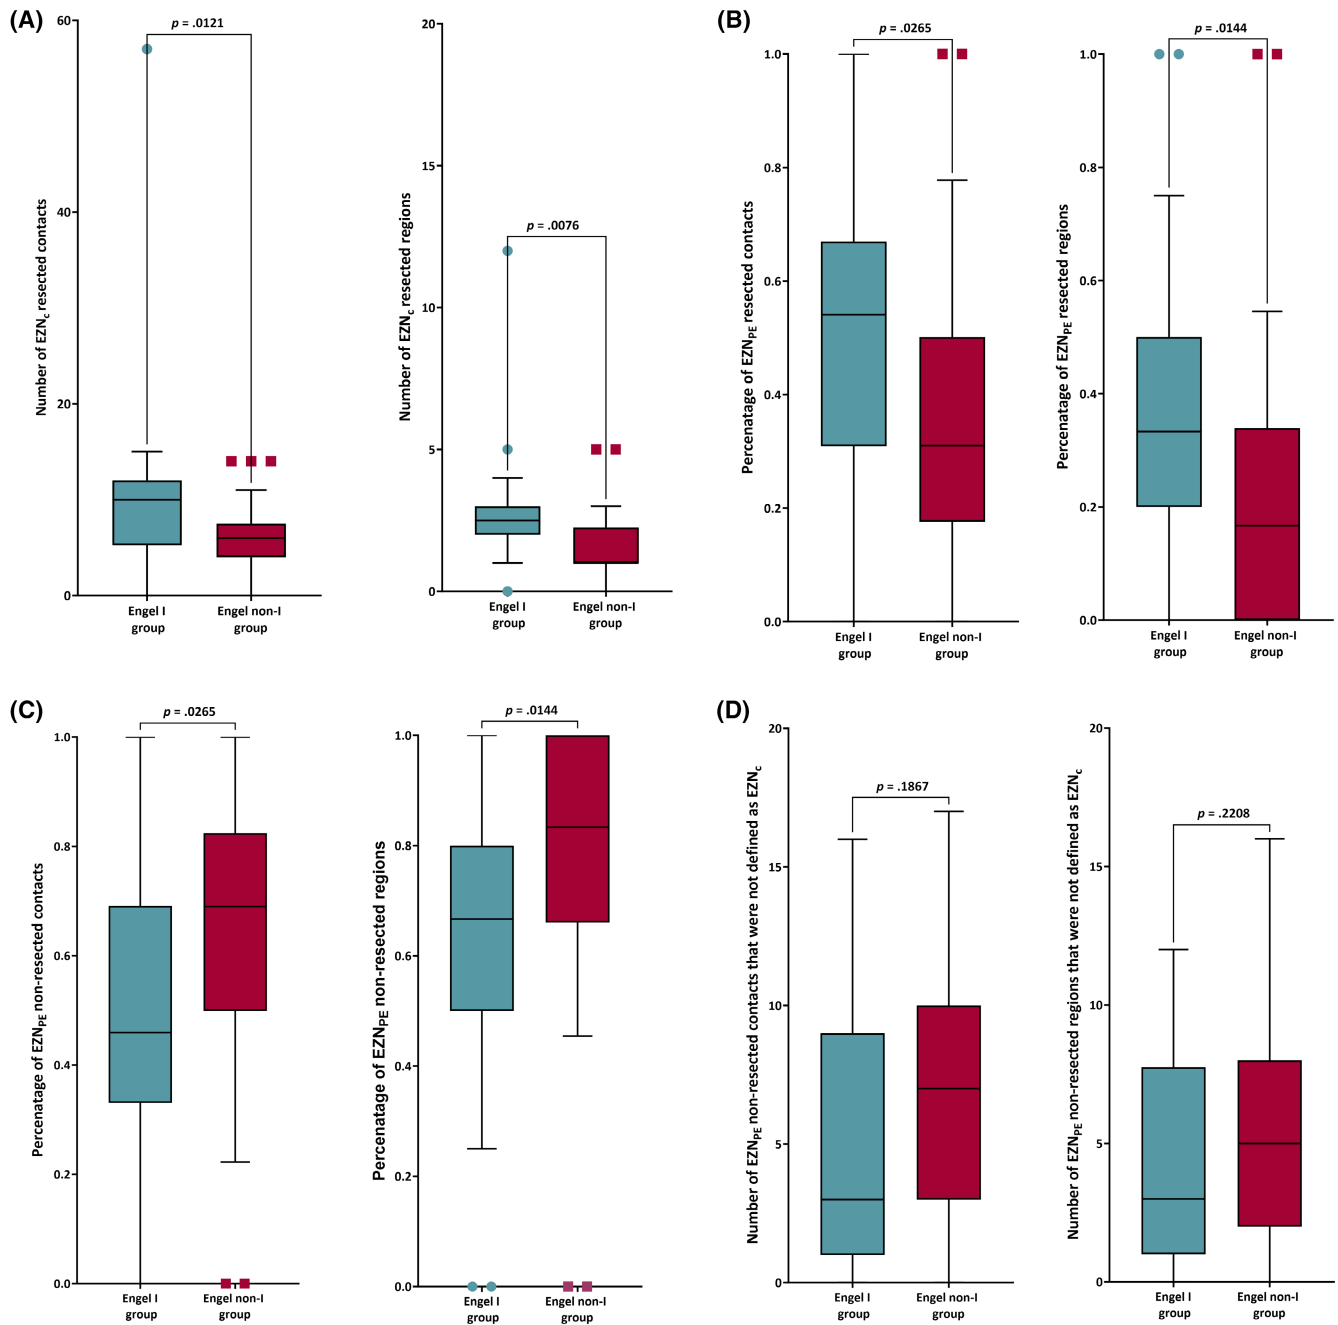 (A)
p = .0121
Number of EZNc resected contacts
60
40
20
0
Engel I
group
Engel non-I
group
p = .0076
Number of EZNc resected regions
20
15
10
5
0
Engel I
group
Engel non-I
group
(B)
p = .0265
Percenatage of EZNPE resected contacts
1.0
0.8
0.6
0.4
0.2
0.0
Engel I
group
Engel non-I
group
p = .0144
Percenatage of EZNPE resected regions
1.0
0.8
0.6
0.4
0.2
0.0
Engel I
group
Engel non-I
group
(C)
p = .0265
Percenatage of EZNPE non-resected contacts
1.0
0.8
0.6
0.4
0.2
0.0
Engel I
group
Engel non-I
group
p = .0144
Percenatage of EZNPE non-resected regions
1.0
0.8
0.6
0.4
0.2
0.0
Engel I
group
Engel non-I
group
(D)
p = .1867
Number of EZNPE non-resected contacts that were not defined as EZNc
20
15
10
5
0
Engel I
group
Engel non-I
group
p = .2208
Number of EZNPE non-resected regions that were not defined as EZNc
20
15
10
5
0
Engel I
group
Engel non-I
group